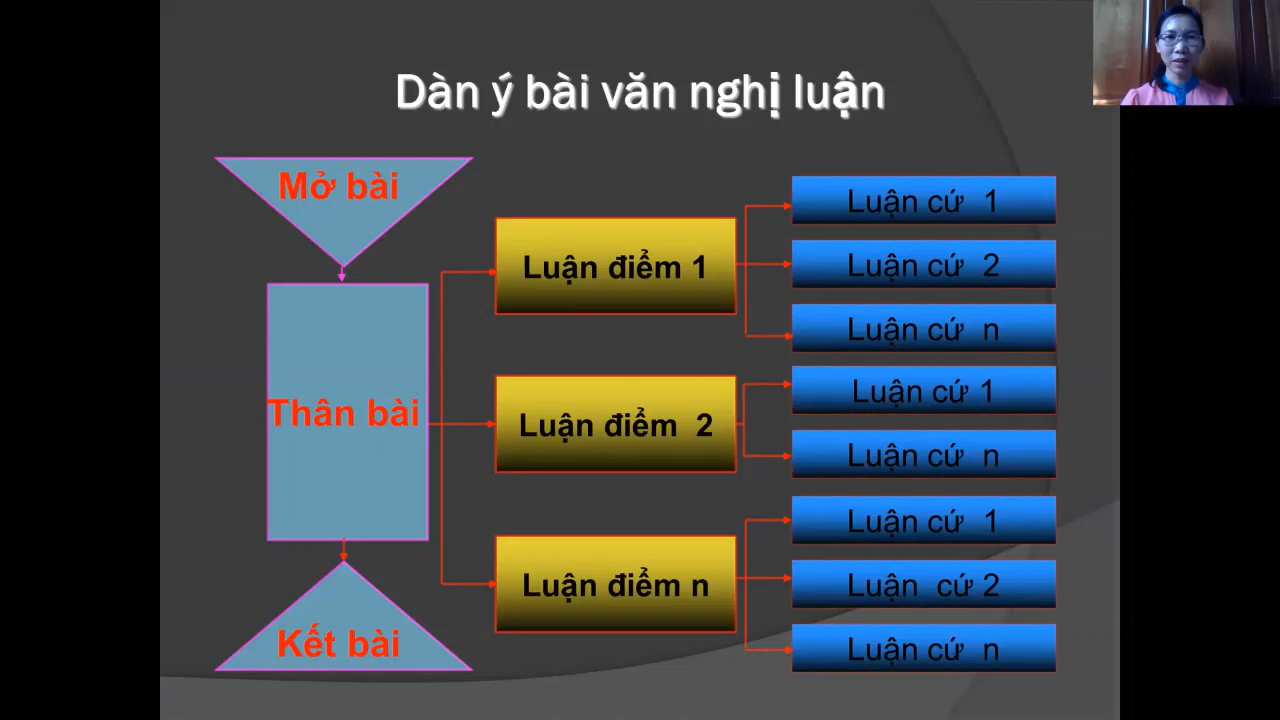 Dàn ý bài văn nghị luận
Mở bài
Thân bài
Kết bài
Luận điểm 1
Luận cứ 1
Luận cứ 2
Luận cứ n
Luận điểm 2
Luận cứ 1
Luận cứ n
Luận điểm n
Luận cứ 1
Luận cứ 2
Luận cứ n